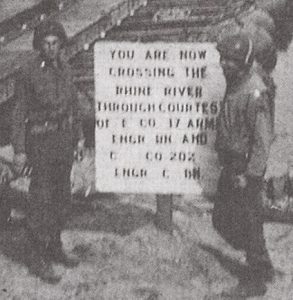 YOU ARE NOW
CROSSING THE
RHINE RIVER
THROUGH COURTES
OF E CO 17 ARM
ENGR BN AND
C CO 202
ENGR C BN